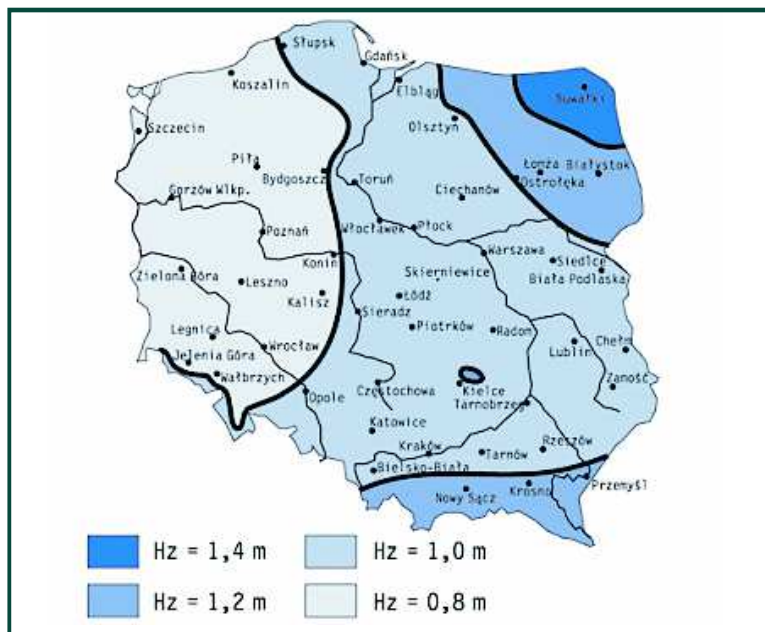 Słupsk
Gdańsk
Koszalin
Elbląg
Suwałki
Szczecin
Olsztyn
Piła
Bydgoszcz
Toruń
Łomża Białystok
Ostrołęka
Gorzów Wlkp.
Ciechanów
Poznań
Włocławek
Płock
Warszawa
Konin
Siedlce
Zielona Góra
Leszno
Skierniewice
Biała Podlaska
Kalisz
Łódź
Sieradz
Legnica
Piotrków
Radom
Wrocław
Lublin
Chełm
Jelenia Góra
Wałbrzych
Częstochowa
Kielce
Zamość
Opole
Tarnobrzeg
Katowice
Kraków
Tarnów
Rzeszów
Bielsko-Biała
Nowy Sącz
Krosno
Przemyśl
Hz = 1,4 m
Hz = 1,0 m
Hz = 1,2 m
Hz = 0,8 m